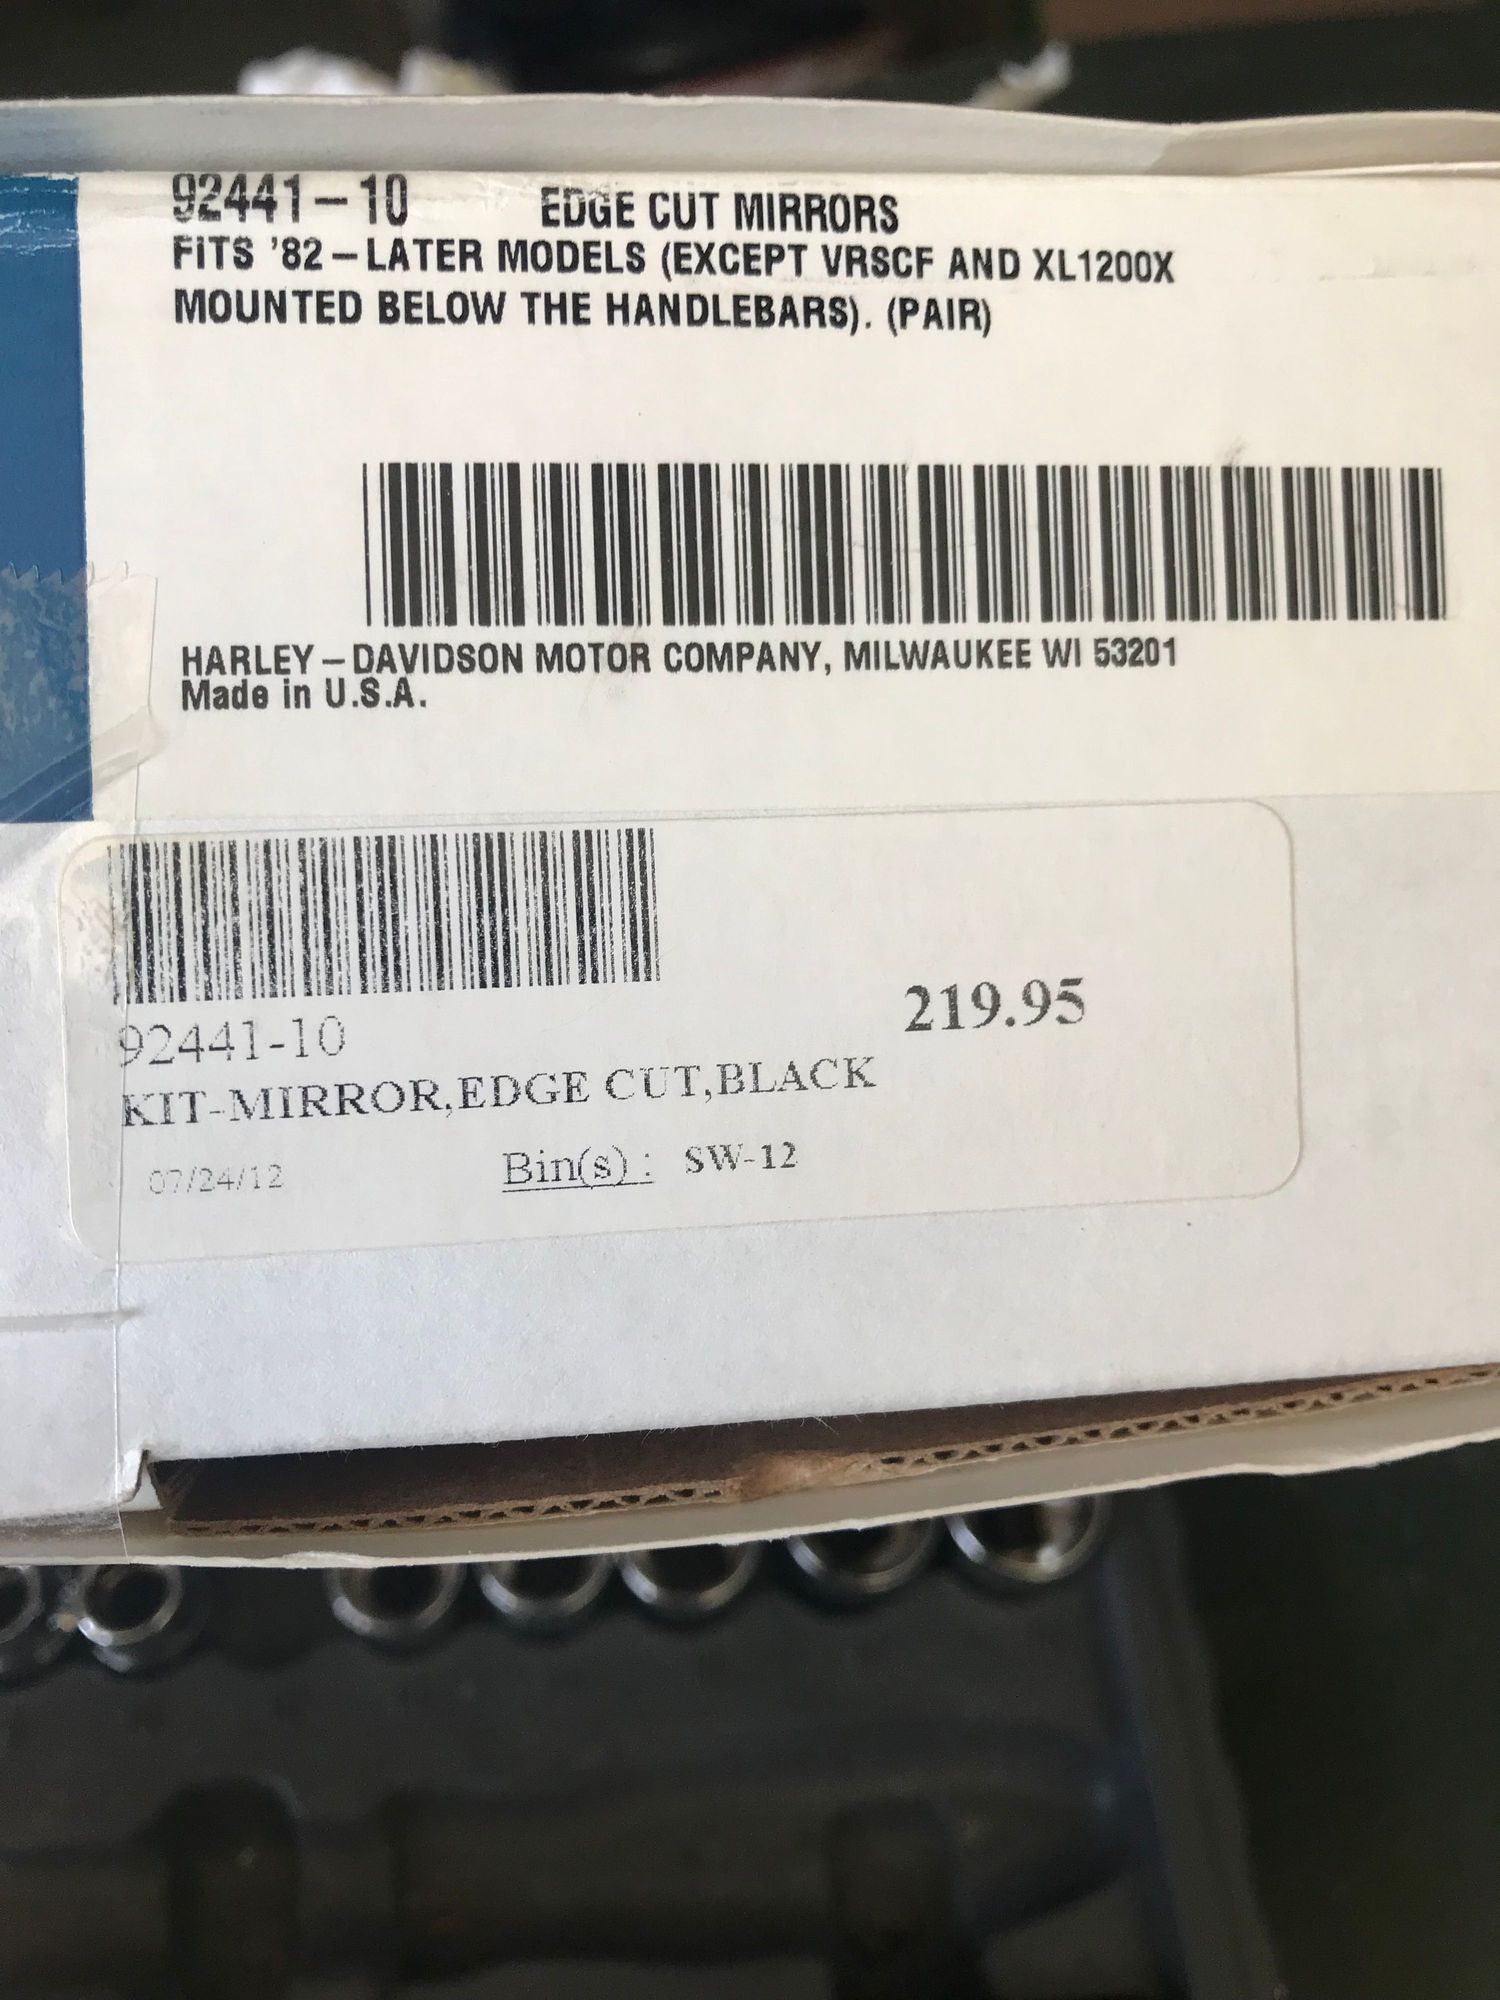 92441-10 EDGE CUT MIRRORS
FITS '82-LATER MODELS (EXCEPT VRSCF AND XL1200X
MOUNTED BELOW THE HANDLEBARS). (PAIR)
HARLEY-DAVIDSON MOTOR COMPANY, MILWAUKEE WI 53201
Made in U.S.A.
92441-10 219.95
KIT-MIRROR,EDGE CUT,BLACK
07/24/12 Bin(s): SW-12